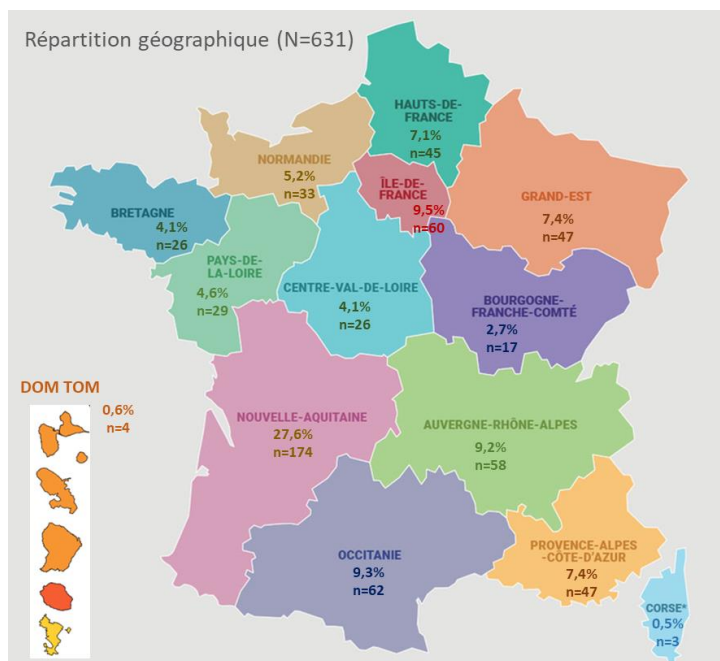 Répartition géographique (N=631)
HAUTS-DE-
FRANCE
7,1%
n=45
NORMANDIE
5,2%
n=33
ÎLE-DE-
FRANCE
9,5%
n=60
GRAND-EST
7,4%
n=47
BRETAGNE
4,1%
n=26
PAYS-DE-
LA-LOIRE
4,6%
n=29
CENTRE-VAL-DE-LOIRE
4,1%
n=26
BOURGOGNE-
FRANCHE-COMTÉ
2,7%
n=17
DOM TOM
0,6%
n=4
NOUVELLE-AQUITAINE
27,6%
n=174
AUVERGNE-RHÔNE-ALPES
9,2%
n=58
OCCITANIE
9,3%
n=62
PROVENCE-ALPES
-CÔTE-D'AZUR
7,4%
n=47
CORSE*
0,5%
n=3